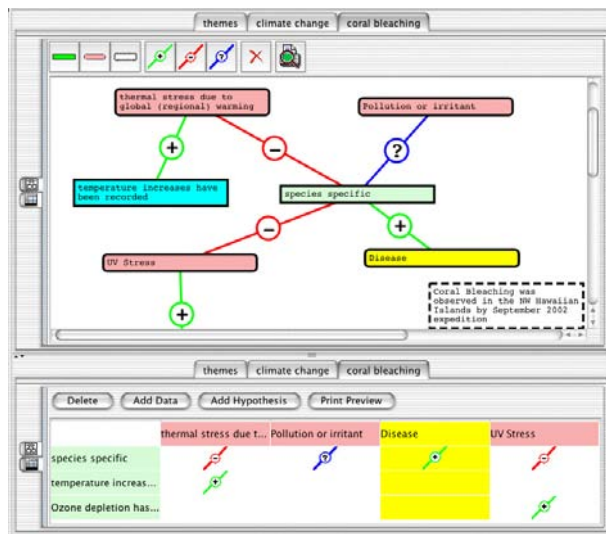 themes climate change coral bleaching
thermal stress due to
global (regional) warming
Pollution or irritant
+
−
?
temperature increases have
been recorded
species specific
−
+
UV Stress
Disease
Coral Bleaching was
observed in the NW Hawaiian
Islands by September 2002
expedition
+
themes climate change coral bleaching
Delete Add Data Add Hypothesis Print Preview
thermal stress due t... Pollution or irritant Disease UV Stress
species specific
temperature increas...
Ozone depletion has...